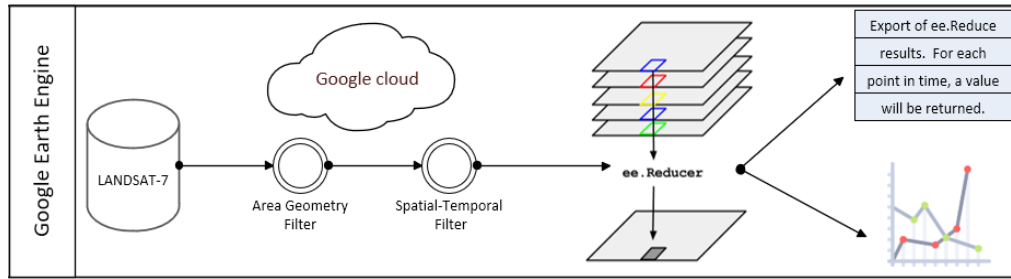 Google Earth Engine
LANDSAT-7
Google cloud
Area Geometry
Filter
Spatial-Temporal
Filter
ee.Reducer
Export of ee.Reduce
results. For each
point in time, a value
will be returned.